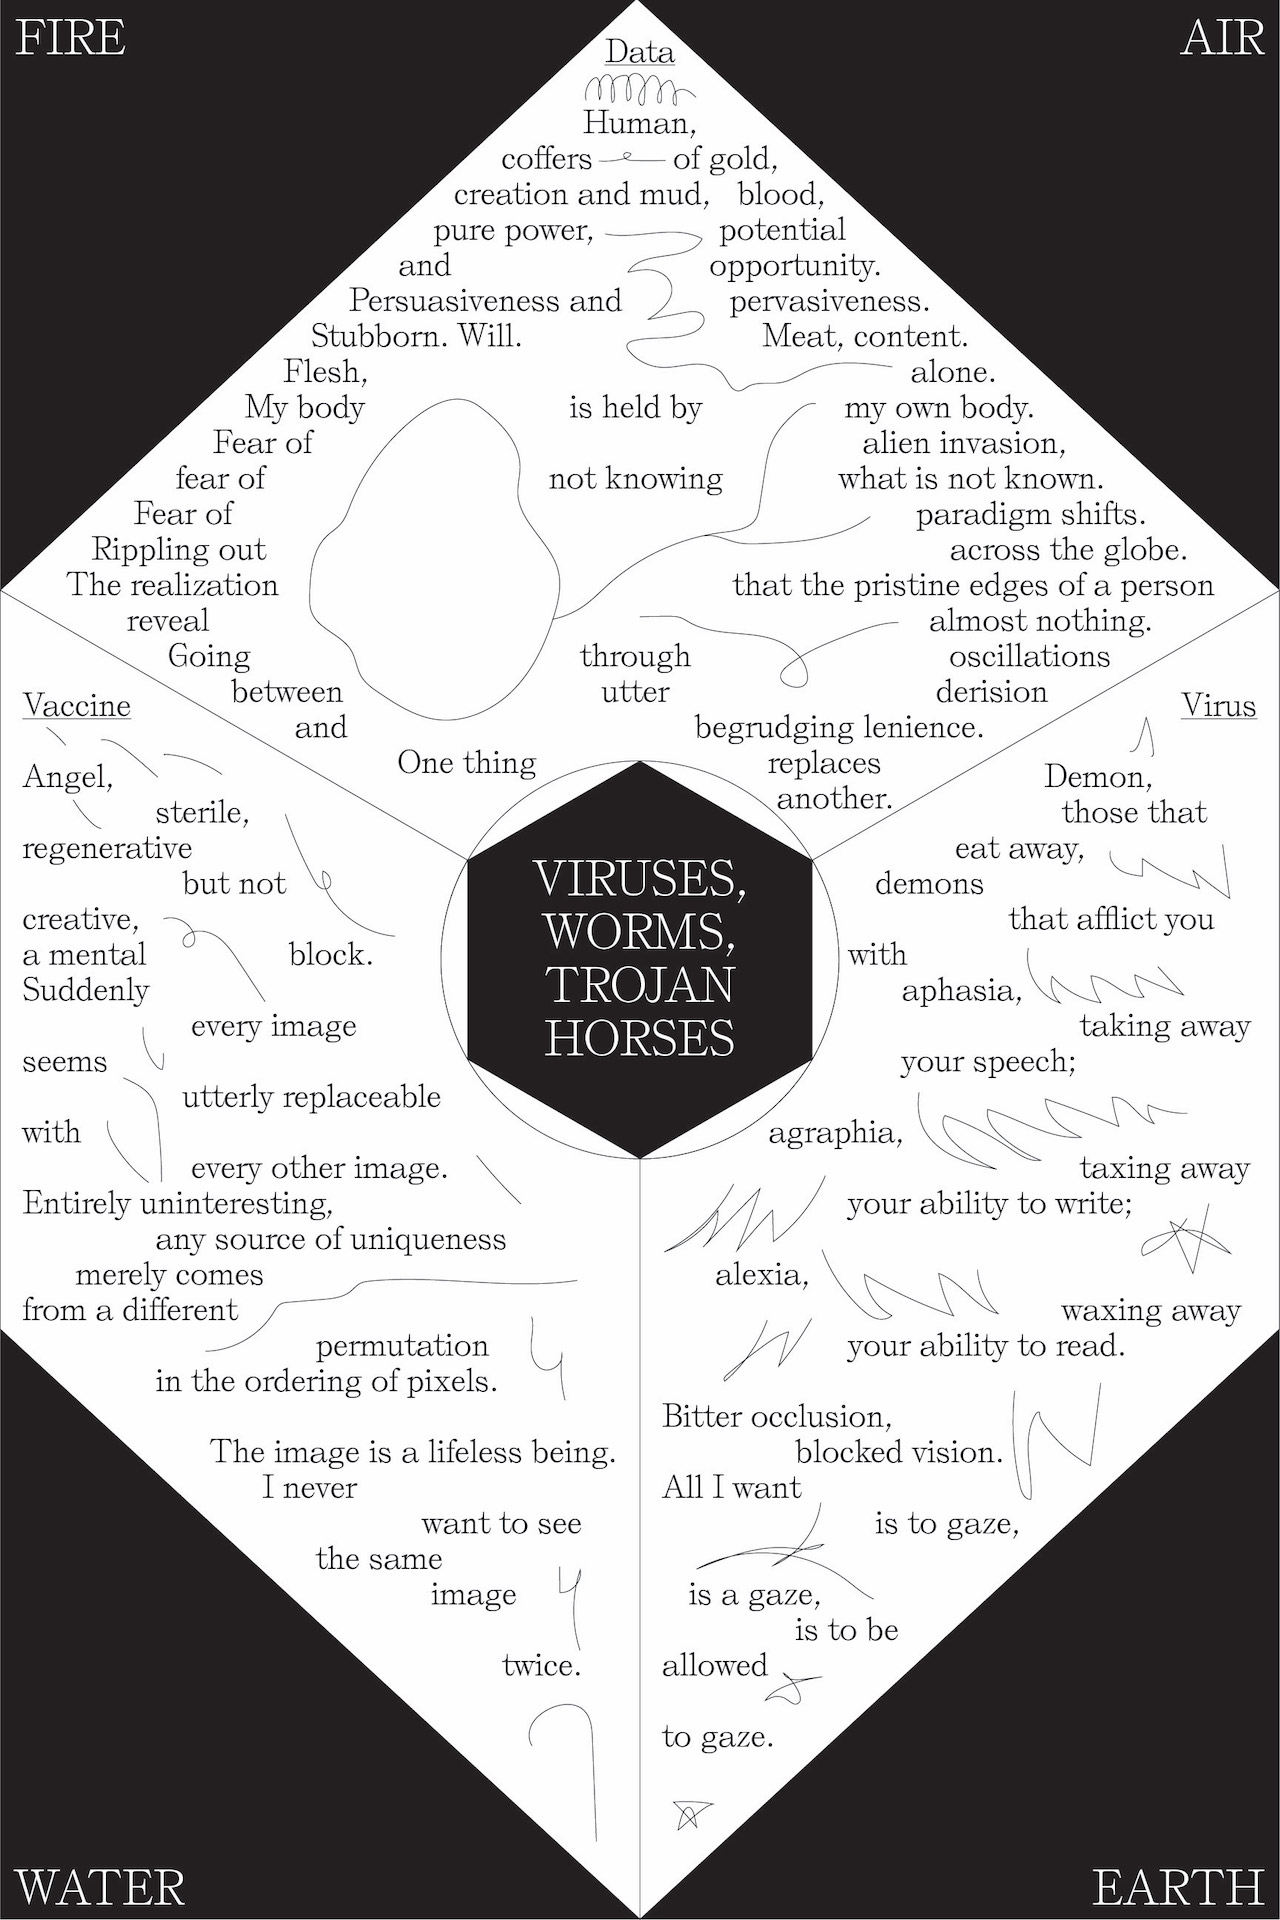 FIRE
AIR
Data
Human,
coffers of gold,
creation and mud, blood,
pure power, potential
and opportunity.
Persuasiveness and pervasiveness.
Stubborn. Will. Meat, content.
Flesh, alone.
My body is held by my own body.
Fear of alien invasion,
fear of not knowing what is not known.
Fear of paradigm shifts.
Rippling out across the globe.
The realization that the pristine edges of a person
reveal almost nothing.
Going through oscillations
between utter derision
and begrudging lenience.
One thing replaces
another.
Vaccine
Angel,
sterile,
regenerative
but not
creative,
a mental block.
Suddenly
every image
seems
utterly replaceable
with
every other image.
Entirely uninteresting,
any source of uniqueness
merely comes
from a different
permutation
in the ordering of pixels.
The image is a lifeless being.
I never
want to see
the same
image
twice.
VIRUSES,
WORMS,
TROJAN
HORSES
Virus
Demon,
those that
eat away,
demons
that afflict you
with
aphasia,
taking away
your speech;
agraphia,
taxing away
your ability to write;
alexia,
waxing away
your ability to read.
Bitter occlusion,
blocked vision.
All I want
is to gaze,
is a gaze,
is to be
allowed
to gaze.
WATER
EARTH